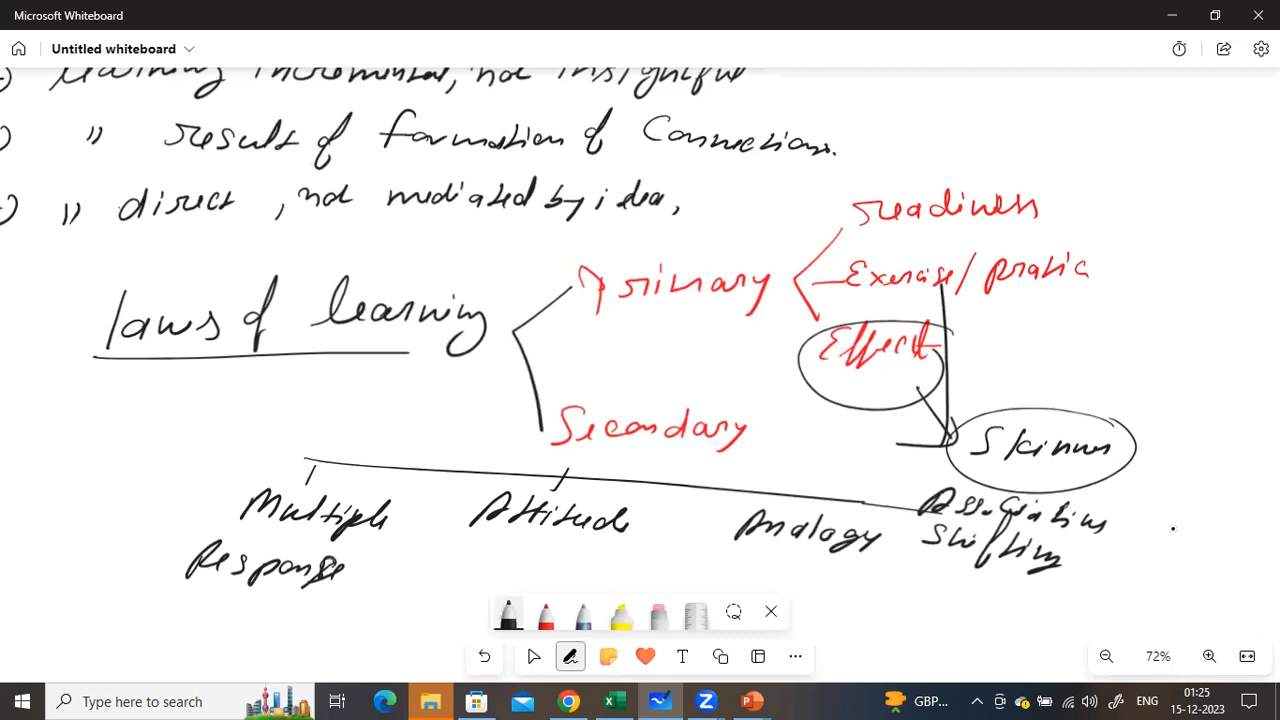 Microsoft Whiteboard
Untitled whiteboard
learning incremental, not insightful
" result of formation of Connections.
" direct, not mediated by idea,
laws of learning
Primary
readiness
Exercise/
Effect
Secondary
Skinner
Multiple
Response
Attitude
Analogy
Associative
Shifting
72%
Type here to search
GBP...
ENG
01:25
15-12-2023